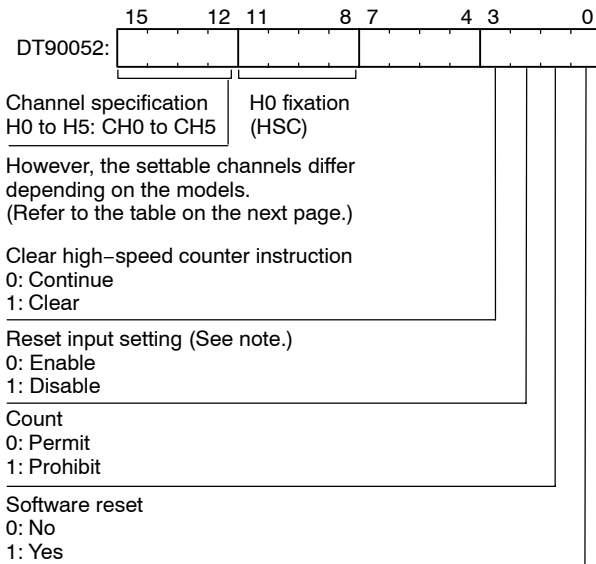 15 12 11 8 7 4 3 0
DT90052:
Channel specification
H0 to H5: CH0 to CH5
H0 fixation
(HSC)
However, the settable channels differ
depending on the models.
(Refer to the table on the next page.)
Clear high−speed counter instruction
0: Continue
1: Clear
Reset input setting (See note.)
0: Enable
1: Disable
Count
0: Permit
1: Prohibit
Software reset
0: No
1: Yes